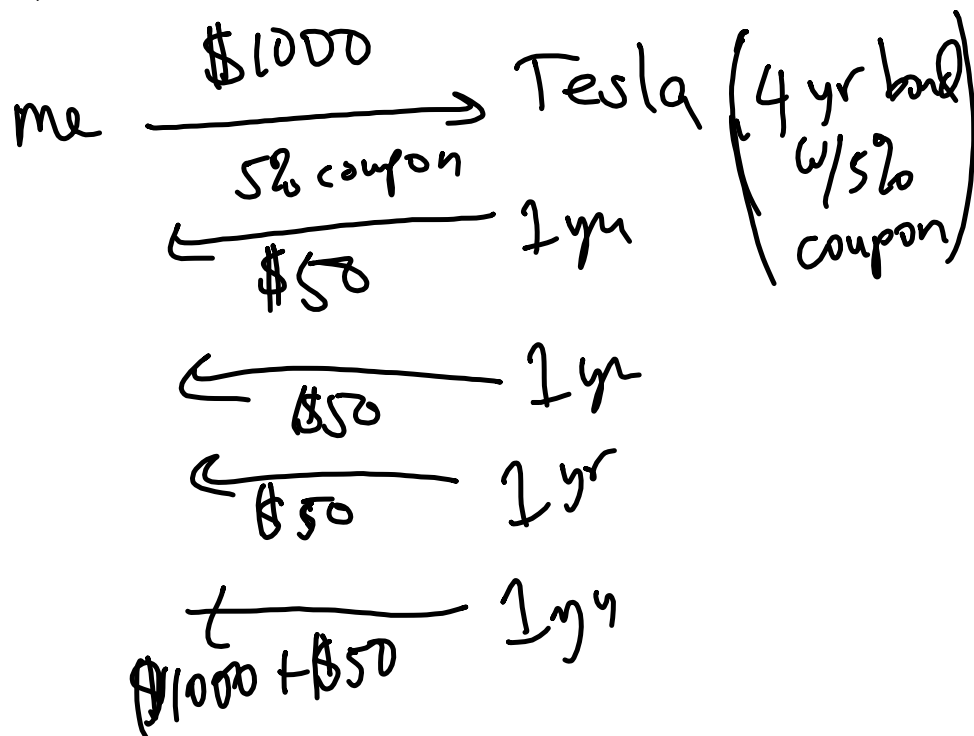 $1000
me Tesla (4 yr bond
w/5%
coupon)
5% coupon
1 yr
$50
1 yr
$50
1 yr
$50
1 yr
$1000 + $50